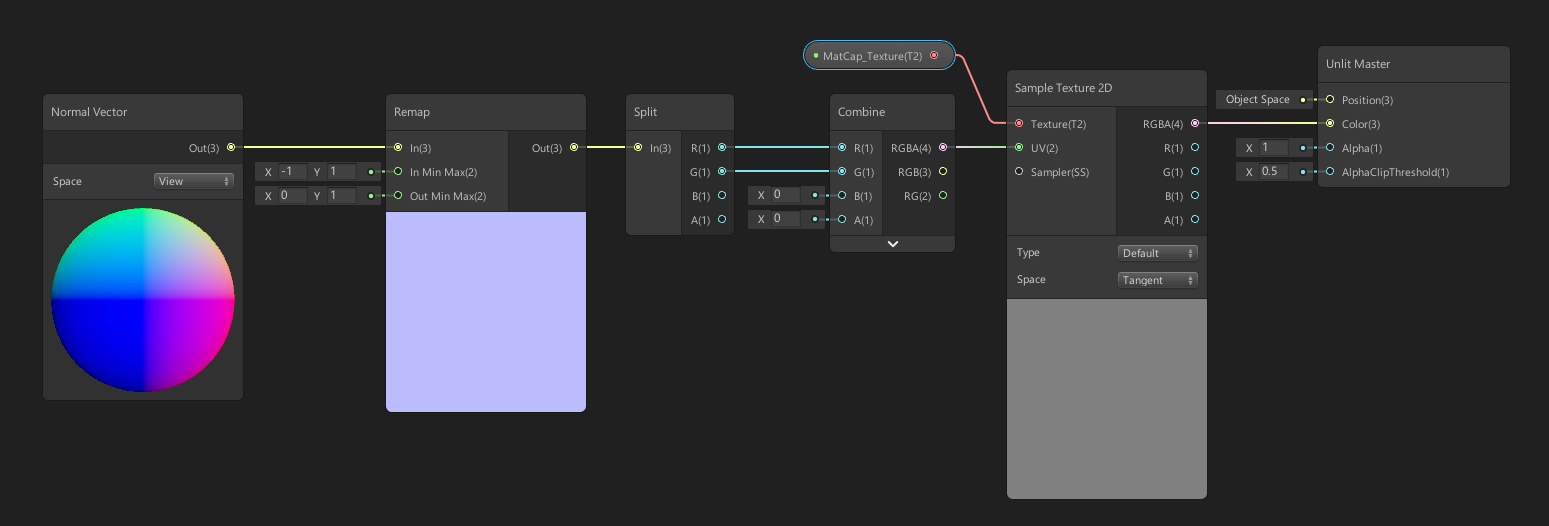 MatCap_Texture(T2)
Normal Vector
Out(3)
Space View
Remap
In(3) Out(3)
X -1 Y 1 In Min Max(2)
X 0 Y 1 Out Min Max(2)
Split
In(3) R(1)
G(1)
B(1)
A(1)
Combine
R(1) RGBA(4)
G(1) RGB(3)
X 0 B(1) RG(2)
X 0 A(1)
Sample Texture 2D
Texture(T2) RGBA(4)
UV(2) R(1)
Sampler(SS) G(1)
B(1)
A(1)
Type Default
Space Tangent
Unlit Master
Object Space Position(3)
Color(3)
X 1 Alpha(1)
X 0.5 AlphaClipThreshold(1)